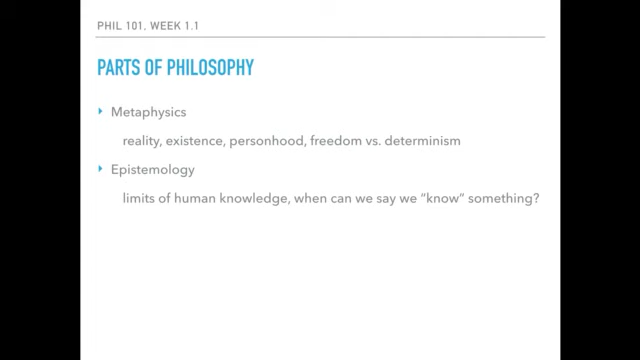 PHIL 101, WEEK 1.1
PARTS OF PHILOSOPHY
‣ Metaphysics
reality, existence, personhood, freedom vs. determinism
‣ Epistemology
limits of human knowledge, when can we say we “know” something?